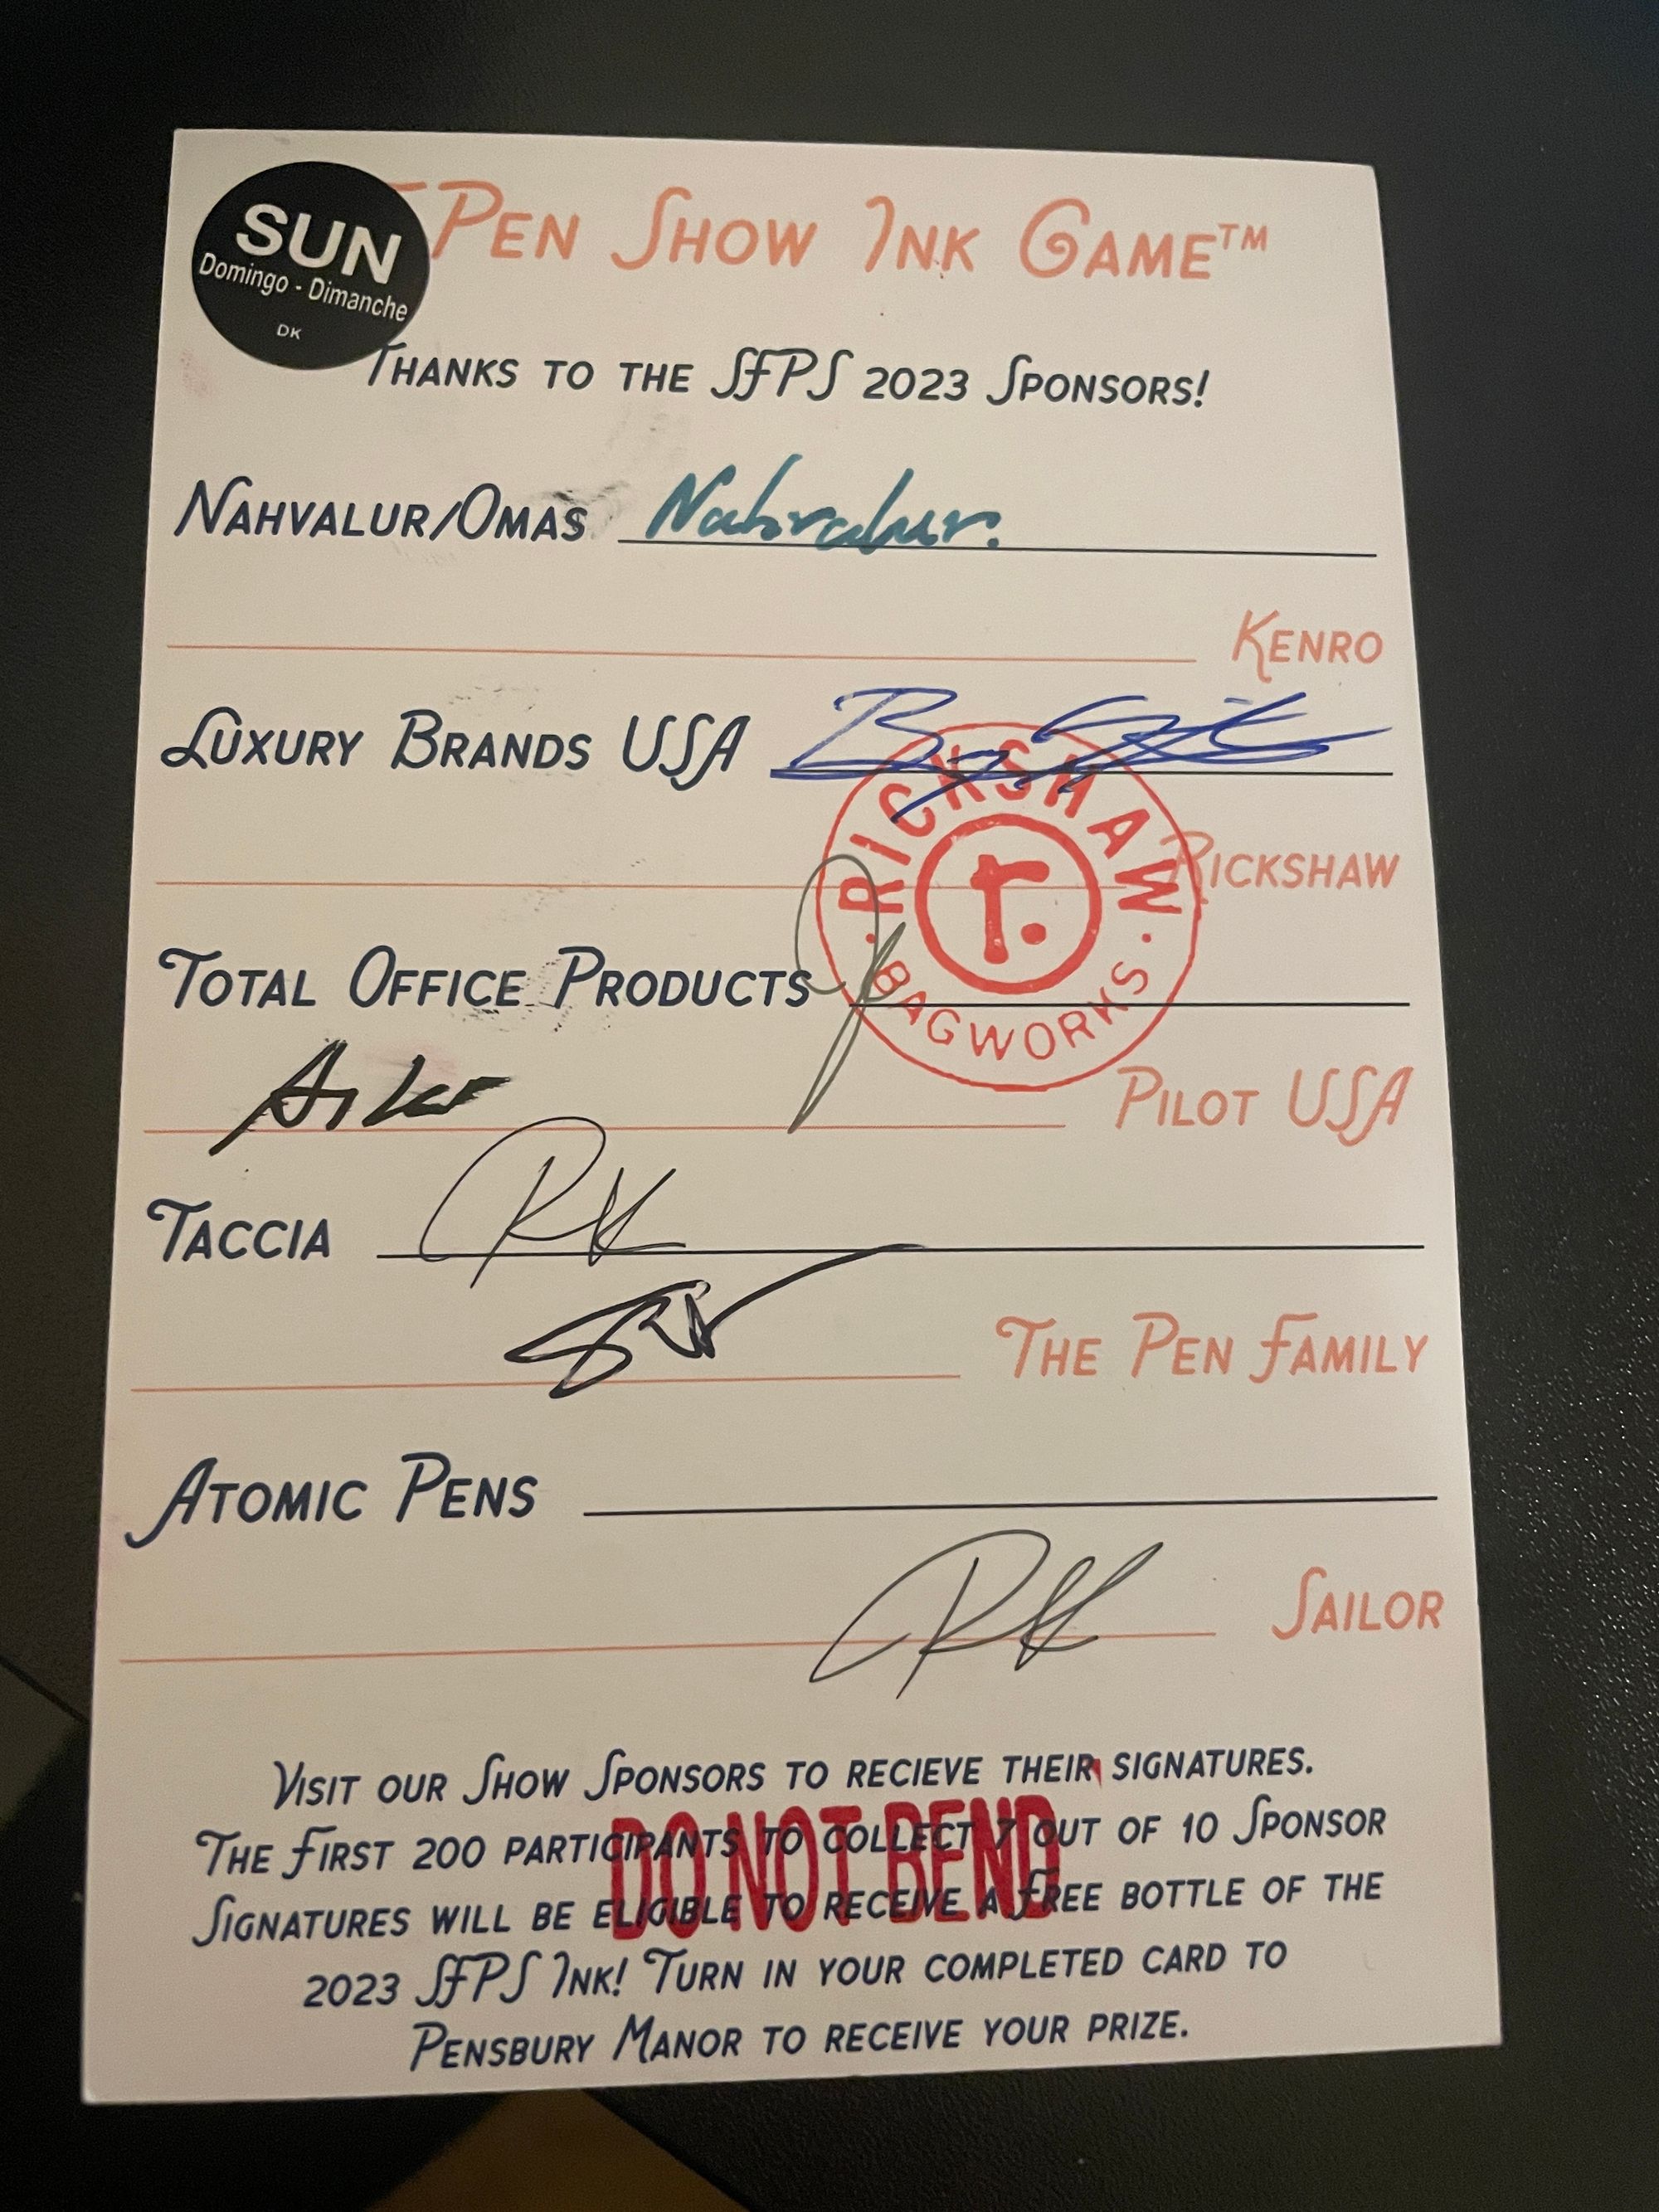 SUN
Domingo - Dimanche
DK
Pen Show Ink Game™
Thanks to the SFPS 2023 Sponsors!
Nahvalur/Omas Nahvalur.
Kenro
Luxury Brands USA
RICKSHAW
r.
BAGWORKS
Rickshaw
Total Office Products
Pilot USA
Taccia
The Pen Family
Atomic Pens
Sailor
Visit our Show Sponsors to recieve their signatures.
The First 200 participants to collect 7 out of 10 Sponsor
Signatures will be eligible to receive a Free bottle of the
2023 SFPS Ink! Turn in your completed card to
Pensbury Manor to receive your prize.
DO NOT BEND